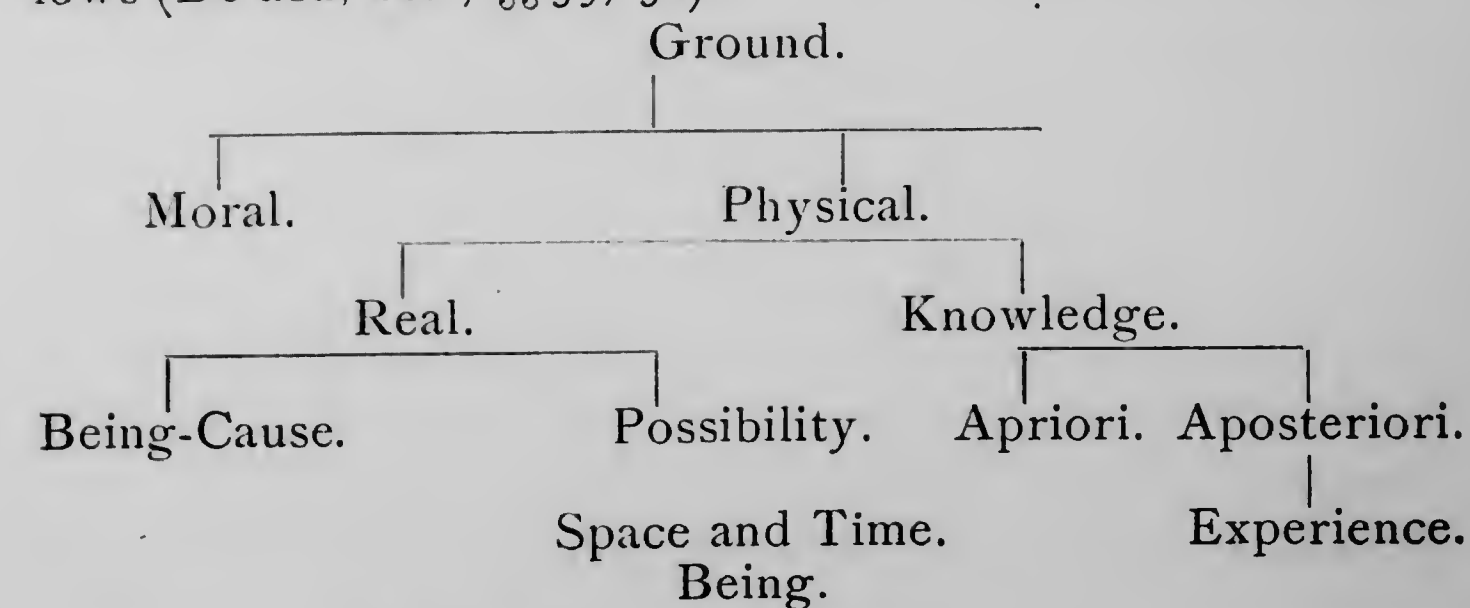 Ground.
Moral. Physical.
Real. Knowledge.
Being-Cause. Possibility. Apriori. Aposteriori.
Space and Time. Experience.
Being.